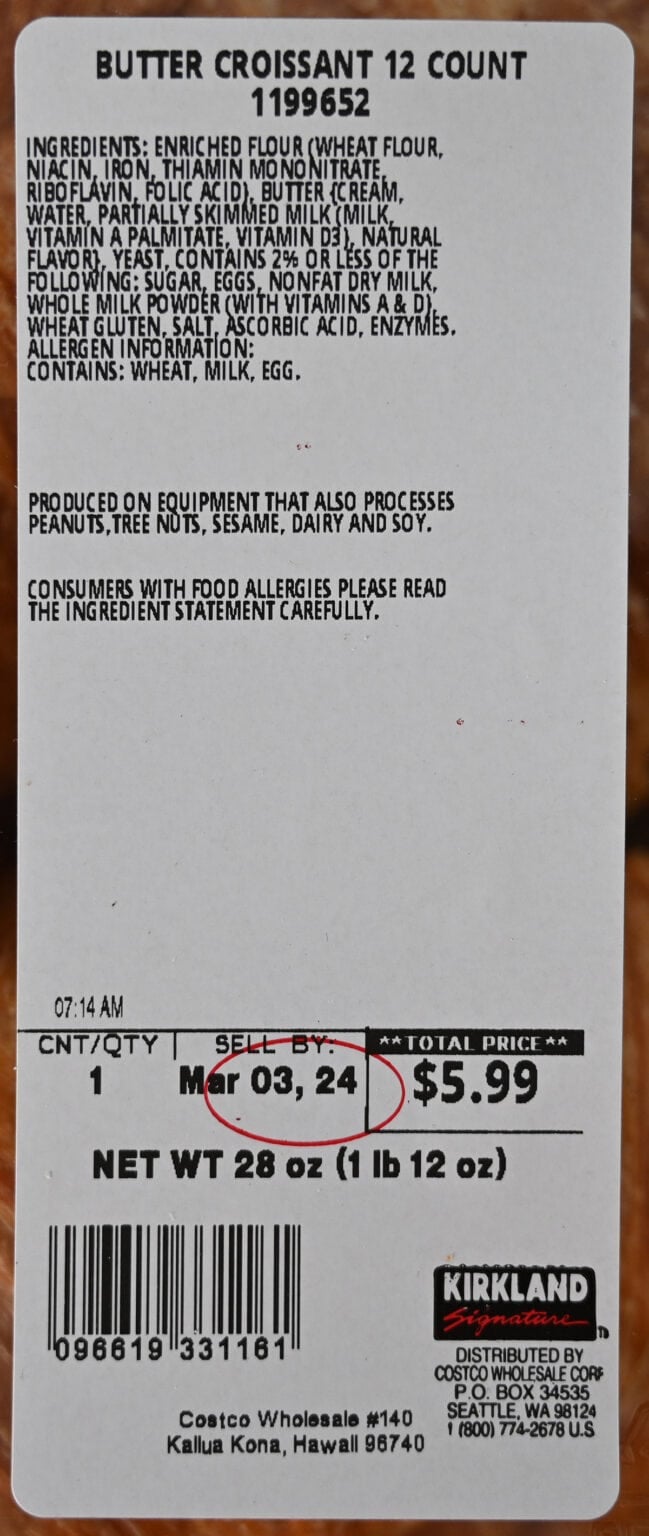 BUTTER CROISSANT 12 COUNT
1199652
INGREDIENTS: ENRICHED FLOUR (WHEAT FLOUR,
NIACIN, IRON, THIAMIN MONONITRATE,
RIBOFLAVIN, FOLIC ACID), BUTTER {CREAM,
WATER, PARTIALLY SKIMMED MILK (MILK,
VITAMIN A PALMITATE, VITAMIN D3), NATURAL
FLAVOR}, YEAST, CONTAINS 2% OR LESS OF THE
FOLLOWING: SUGAR, EGGS, NONFAT DRY MILK,
WHOLE MILK POWDER (WITH VITAMINS A & D),
WHEAT GLUTEN, SALT, ASCORBIC ACID, ENZYMES.
ALLERGEN INFORMATION:
CONTAINS: WHEAT, MILK, EGG.
PRODUCED ON EQUIPMENT THAT ALSO PROCESSES
PEANUTS,TREE NUTS, SESAME, DAIRY AND SOY.
CONSUMERS WITH FOOD ALLERGIES PLEASE READ
THE INGREDIENT STATEMENT CAREFULLY.
07:14 AM
CNT/QTY | SELL BY: **TOTAL PRICE**
1 Mar 03, 24 $5.99
NET WT 28 oz (1 lb 12 oz)
096619 331161
KIRKLAND
Signature
DISTRIBUTED BY
COSTCO WHOLESALE CORP
P.O. BOX 34535
SEATTLE, WA 98124
1 (800) 774-2678 U.S
Costco Wholesale #140
Kailua Kona, Hawaii 96740